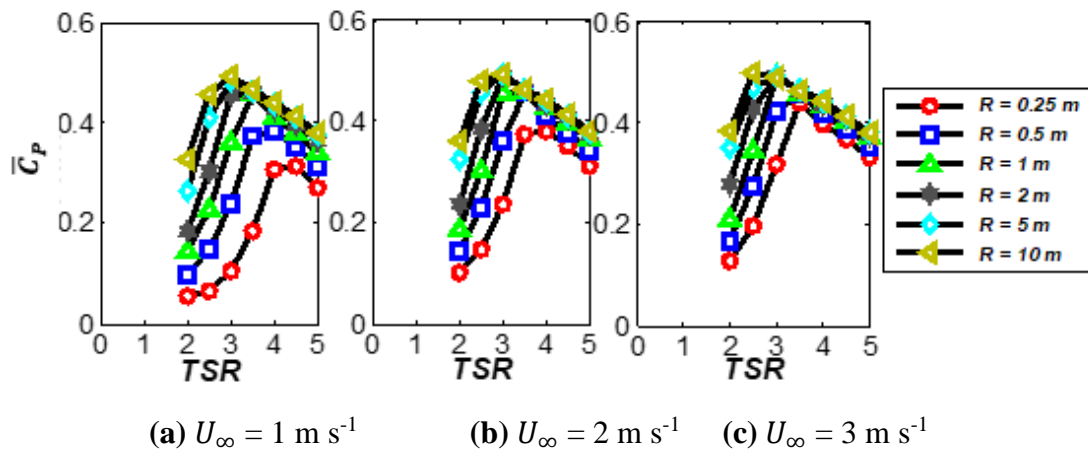 0.6
0.4
0.2
0
C̄_P
0 1 2 3 4 5
TSR
0.6
0.4
0.2
0
0 1 2 3 4 5
TSR
0.6
0.4
0.2
0
0 1 2 3 4 5
TSR
R = 0.25 m
R = 0.5 m
R = 1 m
R = 2 m
R = 5 m
R = 10 m
(a) U∞ = 1 m s⁻¹ (b) U∞ = 2 m s⁻¹ (c) U∞ = 3 m s⁻¹